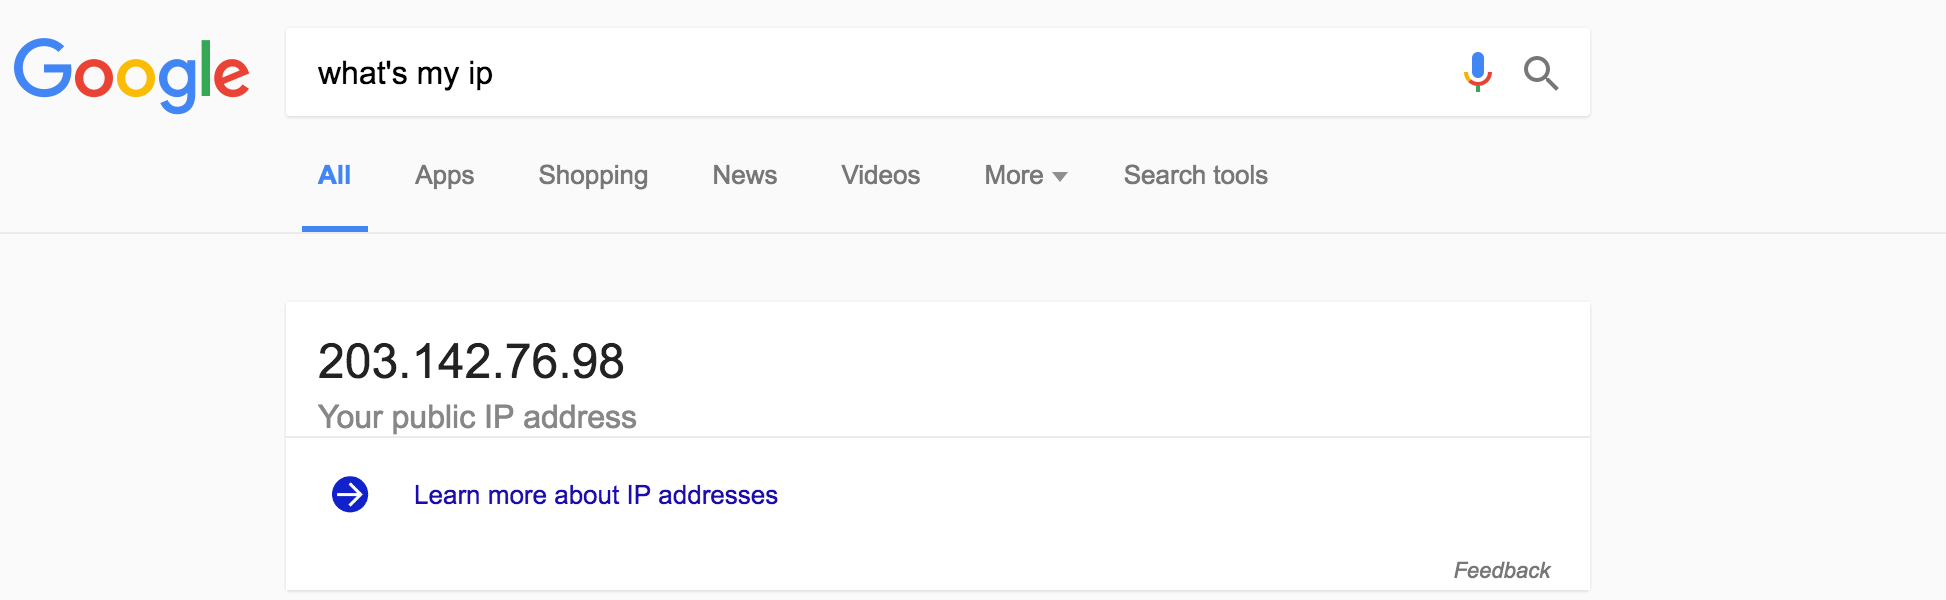 Google
what's my ip
All Apps Shopping News Videos More Search tools
203.142.76.98
Your public IP address
Learn more about IP addresses
Feedback